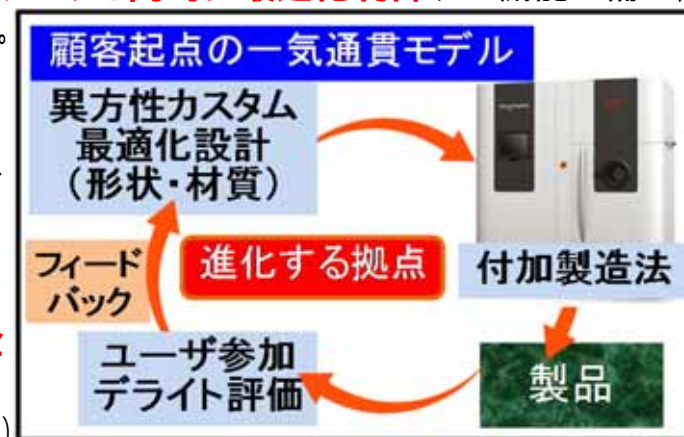 顧客起点の一気通貫モデル
異方性カスタム
最適化設計
（形状・材質）
付加製造法
進化する拠点
フィード
バック
ユーザ参加
デライト評価
製品